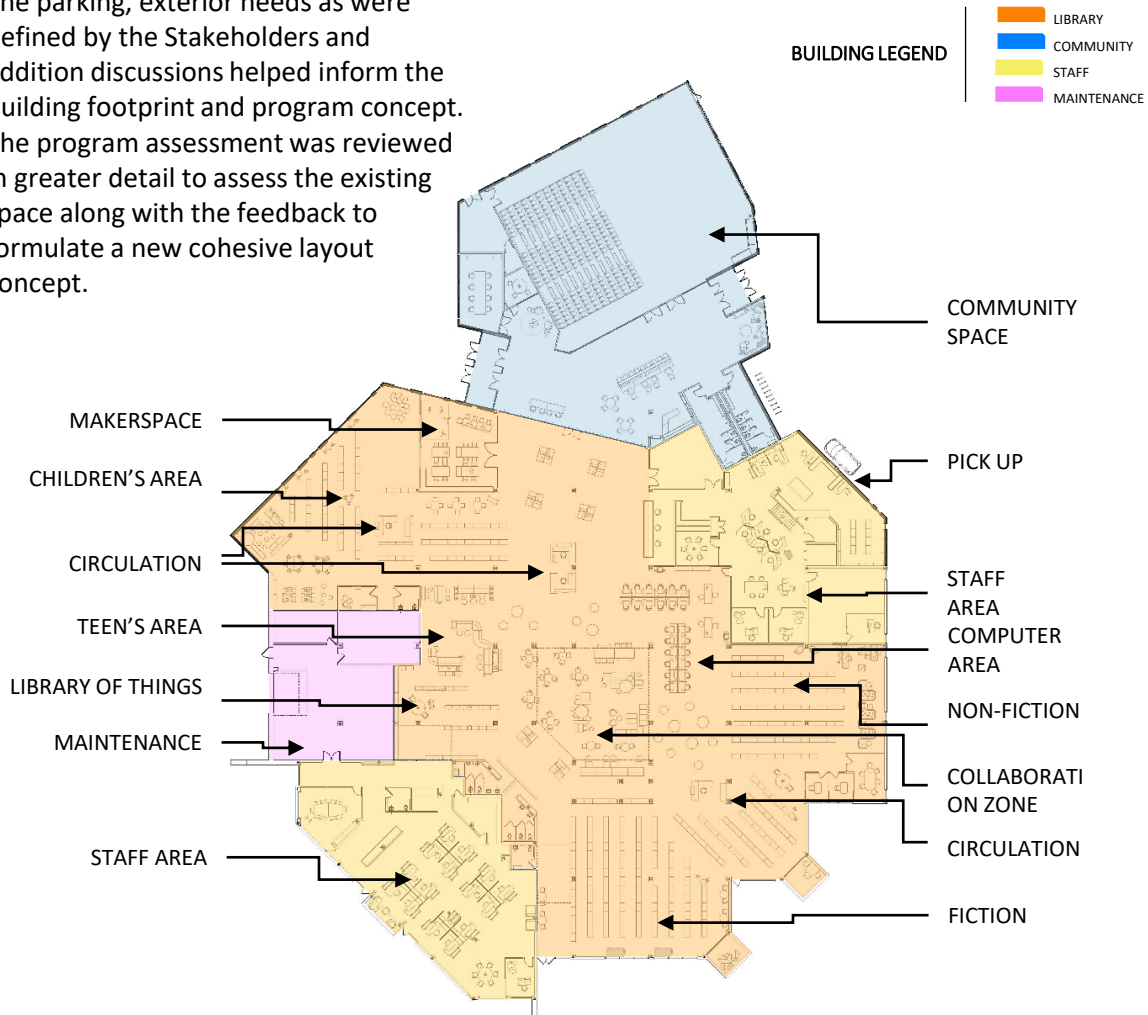 he parking, exterior needs as were
efined by the Stakeholders and
ddition discussions helped inform the
uilding footprint and program concept.
he program assessment was reviewed
n greater detail to assess the existing
pace along with the feedback to
ormulate a new cohesive layout
oncept.
BUILDING LEGEND
LIBRARY
COMMUNITY
STAFF
MAINTENANCE
COMMUNITY
SPACE
MAKERSPACE
CHILDREN'S AREA
CIRCULATION
TEEN'S AREA
LIBRARY OF THINGS
MAINTENANCE
STAFF AREA
PICK UP
STAFF
AREA
COMPUTER
AREA
NON-FICTION
COLLABORATI
ON ZONE
CIRCULATION
FICTION